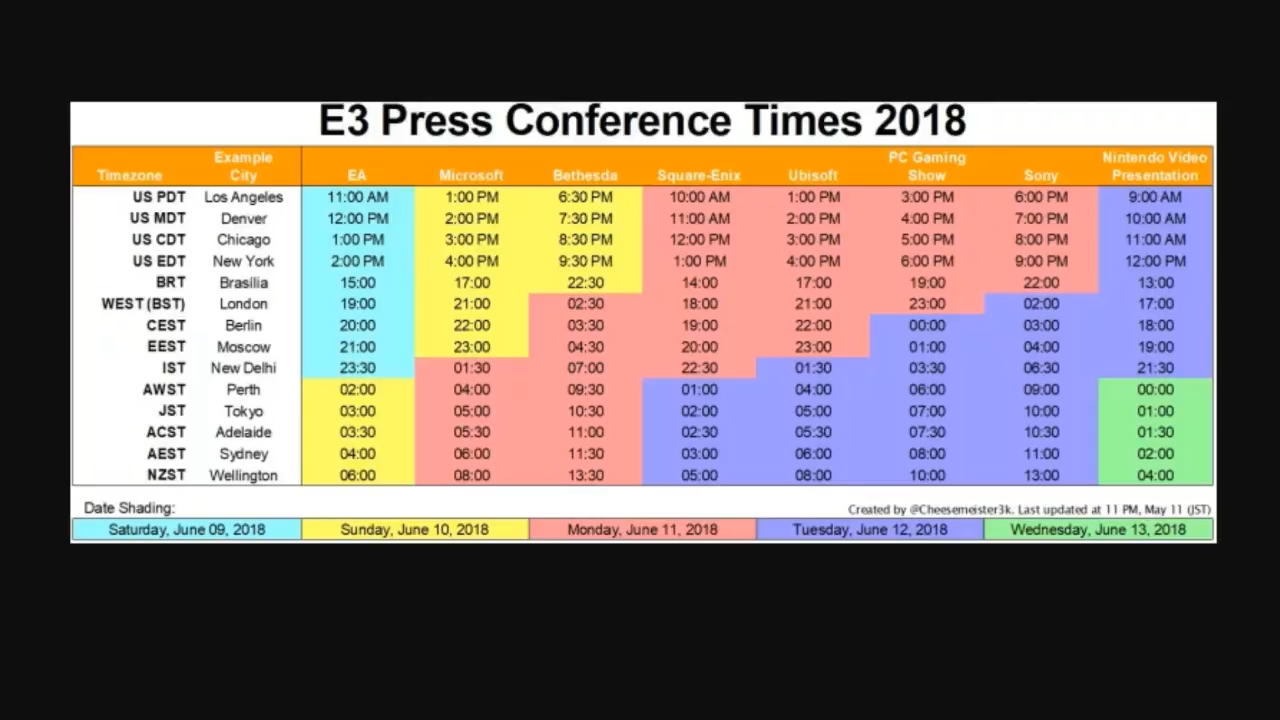 E3 Press Conference Times 2018
Timezone Example City EA Microsoft Bethesda Square-Enix Ubisoft PC Gaming Show Sony Nintendo Video Presentation
US PDT Los Angeles 11:00 AM 1:00 PM 6:30 PM 10:00 AM 1:00 PM 3:00 PM 6:00 PM 9:00 AM
US MDT Denver 12:00 PM 2:00 PM 7:30 PM 11:00 AM 2:00 PM 4:00 PM 7:00 PM 10:00 AM
US CDT Chicago 1:00 PM 3:00 PM 8:30 PM 12:00 PM 3:00 PM 5:00 PM 8:00 PM 11:00 AM
US EDT New York 2:00 PM 4:00 PM 9:30 PM 1:00 PM 4:00 PM 6:00 PM 9:00 PM 12:00 PM
BRT Brasília 15:00 17:00 22:30 14:00 17:00 19:00 22:00 13:00
WEST (BST) London 19:00 21:00 02:30 18:00 21:00 23:00 02:00 17:00
CEST Berlin 20:00 22:00 03:30 19:00 22:00 00:00 03:00 18:00
EEST Moscow 21:00 23:00 04:30 20:00 23:00 01:00 04:00 19:00
IST New Delhi 23:30 01:30 07:00 22:30 01:30 03:30 06:30 21:30
AWST Perth 02:00 04:00 09:30 01:00 04:00 06:00 09:00 00:00
JST Tokyo 03:00 05:00 10:30 02:00 05:00 07:00 10:00 01:00
ACST Adelaide 03:30 05:30 11:00 02:30 05:30 07:30 10:30 01:30
AEST Sydney 04:00 06:00 11:30 03:00 06:00 08:00 11:00 02:00
NZST Wellington 06:00 08:00 13:30 05:00 08:00 10:00 13:00 04:00
Date Shading: Created by @Cheesemeister3k. Last updated at 11 PM, May 11 (JST)
Saturday, June 09, 2018 Sunday, June 10, 2018 Monday, June 11, 2018 Tuesday, June 12, 2018 Wednesday, June 13, 2018